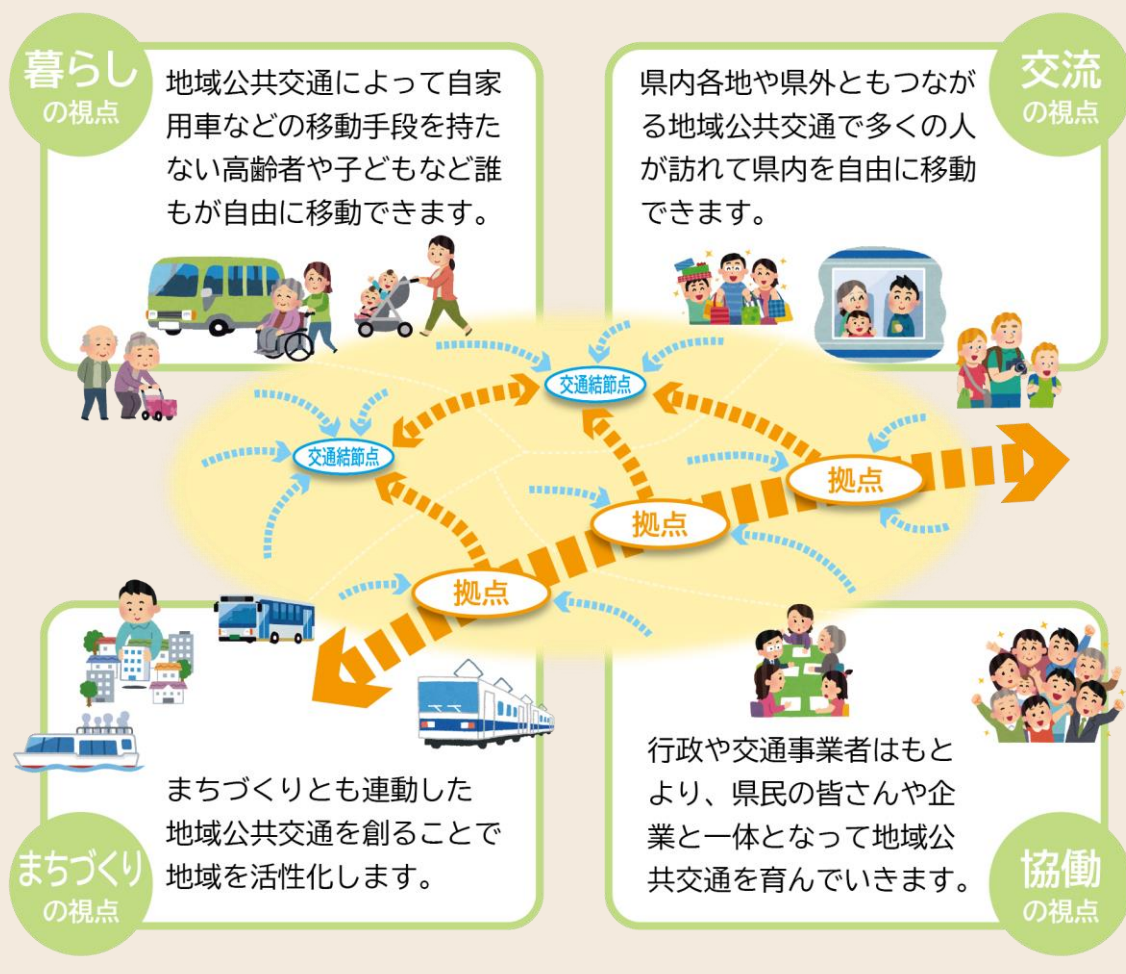 暮らし
の視点
地域公共交通によって自家
用車などの移動手段を持た
ない高齢者や子どもなど誰
もが自由に移動できます。
交流
の視点
県内各地や県外ともつなが
る地域公共交通で多くの人
が訪れて県内を自由に移動
できます。
交通結節点
交通結節点
拠点
拠点
拠点
まちづくりとも連動した
地域公共交通を創ることで
地域を活性化します。
まちづくり
の視点
行政や交通事業者はもと
より、県民の皆さんや企
業と一体となって地域公
共交通を育んでいきます。
協働
の視点